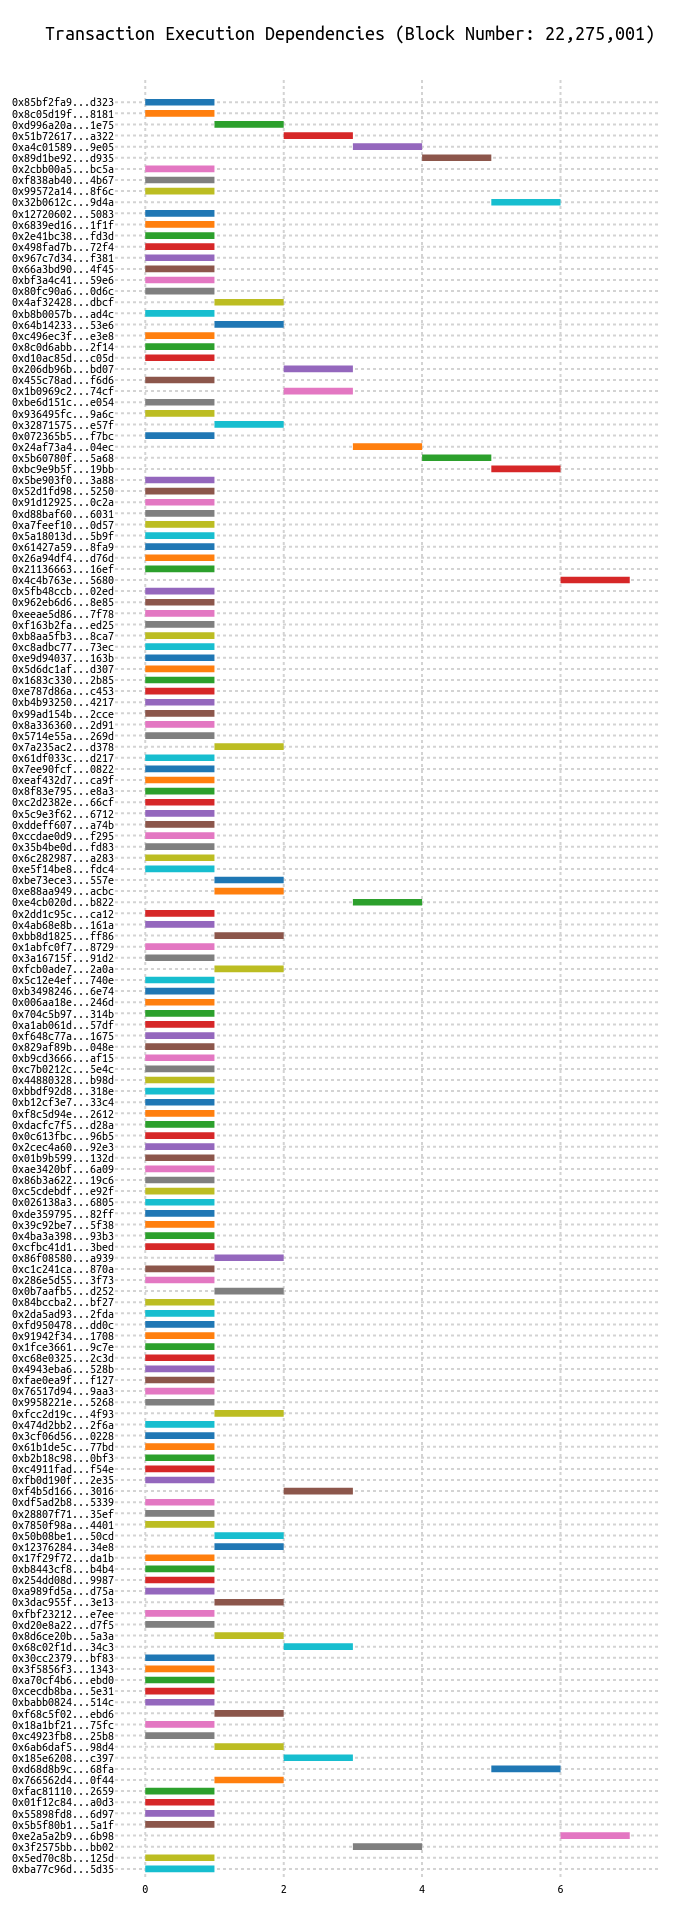 Transaction Execution Dependencies (Block Number: 22,275,001)
0x85bf2fa9...d323
0x8c05d19f...8181
0xd996a20a...1e75
0x51b72617...a322
0xa4c01589...9e05
0x89d1be92...d935
0x2cbb00a5...bc5a
0xf838ab40...4b67
0x99572a14...8f6c
0x32b0612c...9d4a
0x12720602...5083
0x6839ed16...1f1f
0x2e41bc38...fd3d
0x498fad7b...72f4
0x967c7d34...f381
0x66a3bd90...4f45
0xbf3a4c41...59e6
0x80fc90a6...0d6c
0x4af32428...dbcf
0xb8b0057b...ad4c
0x64b14233...53e6
0xc496ec3f...e3e8
0x8c0d6abb...2f14
0xd10ac85d...c05d
0x206db96b...bd07
0x455c78ad...f6d6
0x1b0969c2...74cf
0xbe6d151c...e054
0x936495fc...9a6c
0x32871575...e57f
0x072365b5...f7bc
0x24af73a4...04ec
0x5b60780f...5a68
0xbc9e9b5f...19bb
0x5be903f0...3a88
0x52d1fd98...5250
0x91d12925...0c2a
0xd88baf60...6031
0xa7feef10...0d57
0x5a18013d...5b9f
0x61427a59...8fa9
0x26a94df4...d76d
0x21136663...16ef
0x4c4b763e...5680
0x5fb48ccb...02ed
0x962eb6d6...8e85
0xeeae5d86...7f78
0xf163b2fa...ed25
0xb8aa5fb3...8ca7
0xc8adbc77...73ec
0xe9d94037...163b
0x5d6dc1af...d307
0x1683c330...2b85
0xe787d86a...c453
0xb4b93250...4217
0x99ad154b...2cce
0x8a336360...2d91
0x5714e55a...269d
0x7a235ac2...d378
0x61df033c...d217
0x7ee90fcf...0822
0xeaf432d7...ca9f
0x8f83e795...e8a3
0xc2d2382e...66cf
0x5c9e3f62...6712
0xddeff607...a74b
0xccdae0d9...f295
0x35b4be0d...fd83
0x6c282987...a283
0xe5f14be8...fdc4
0xbe73ece3...557e
0xe88aa949...acbc
0xe4cb020d...b822
0x2dd1c95c...ca12
0x4ab68e8b...161a
0xbb8d1825...ff86
0x1abfc0f7...8729
0x3a16715f...91d2
0xfcb0ade7...2a0a
0x5c12e4ef...740e
0xb3498246...6e74
0x006aa18e...246d
0x704c5b97...314b
0xa1ab061d...57df
0xf648c77a...1675
0x829af89b...048e
0xb9cd3666...af15
0xc7b0212c...5e4c
0x44880328...b98d
0xbbdf92d8...318e
0xb12cf3e7...33c4
0xf8c5d94e...2612
0xdacfc7f5...d28a
0x0c613fbc...96b5
0x2cec4a60...92e3
0x01b9b599...132d
0xae3420bf...6a09
0x86b3a622...19c6
0xc5cdebdf...e92f
0x026138a3...6805
0xde359795...82ff
0x39c92be7...5f38
0x4ba3a398...93b3
0xcfbc41d1...3bed
0x86f08580...a939
0xc1c241ca...870a
0x286e5d55...3f73
0x0b7aafb5...d252
0x84bccba2...bf27
0x2da5ad93...2fda
0xfd950478...dd0c
0x91942f34...1708
0x1fce3661...9c7e
0xc68e0325...2c3d
0x4943eba6...528b
0xfae0ea9f...f127
0x76517d94...9aa3
0x9958221e...5268
0xfcc2d19c...4f93
0x474d2bb2...2f6a
0x3cf06d56...0228
0x61b1de5c...77bd
0xb2b18c98...0bf3
0xc4911fad...f54e
0xfb0d190f...2e35
0xf4b5d166...3016
0xdf5ad2b8...5339
0x28807f71...35ef
0x7850f98a...4401
0x50b08be1...50cd
0x12376284...34e8
0x17f29f72...da1b
0xb8443cf8...b4b4
0x254dd08d...9987
0xa989fd5a...d75a
0x3dac955f...3e13
0xfbf23212...e7ee
0xd20e8a22...d7f5
0x8d6ce20b...5a3a
0x68c02f1d...34c3
0x30cc2379...bf83
0x3f5856f3...1343
0xa70cf4b6...ebd0
0xcecdb8ba...5e31
0xbabb0824...514c
0xf68c5f02...ebd6
0x18a1bf21...75fc
0xc4923fb8...25b8
0x6ab6daf5...98d4
0x185e6208...c397
0xd68d8b9c...68fa
0x766562d4...0f44
0xfac81110...2659
0x01f12c84...a0d3
0x55898fd8...6d97
0x5b5f80b1...5a1f
0xe2a5a2b9...6b98
0x3f2575bb...bb02
0x5ed70c8b...125d
0xba77c96d...5d35
0 2 4 6